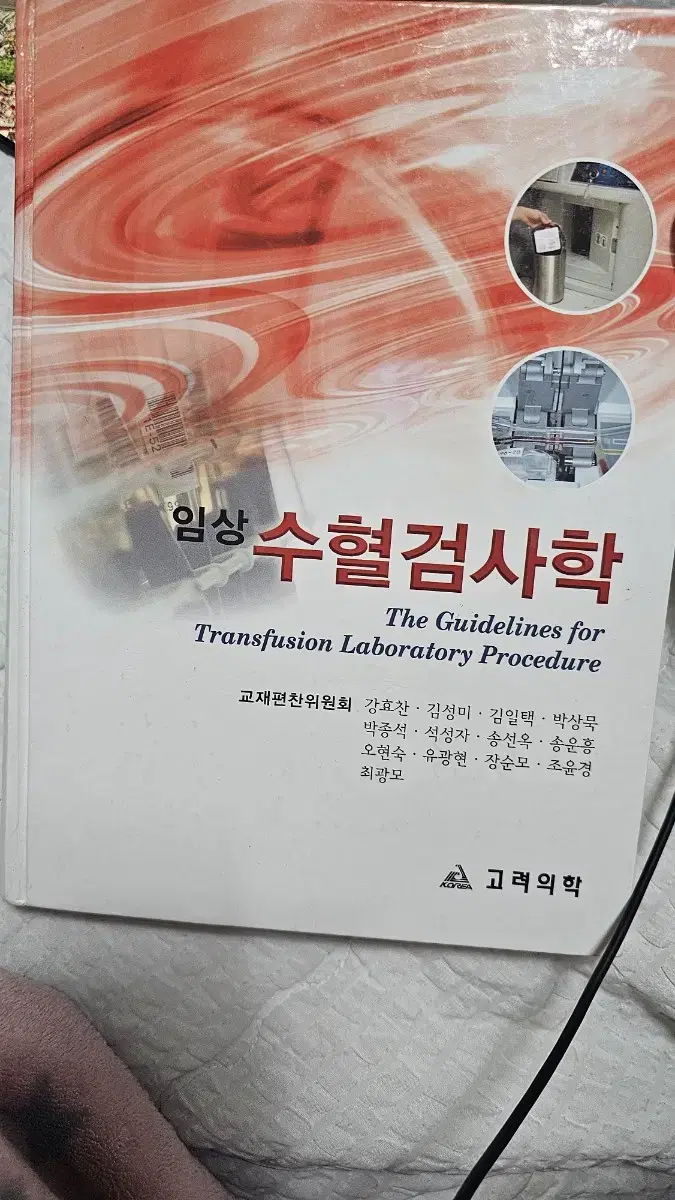 임상 수혈검사학
The Guidelines for
Transfusion Laboratory Procedure
교재편찬위원회 강효찬 · 김성미 · 김일택 · 박상묵
박종석 · 석성자 · 송선옥 · 송운흥
오현숙 · 유광현 · 장순모 · 조윤경
최광모
KOREA 고려의학